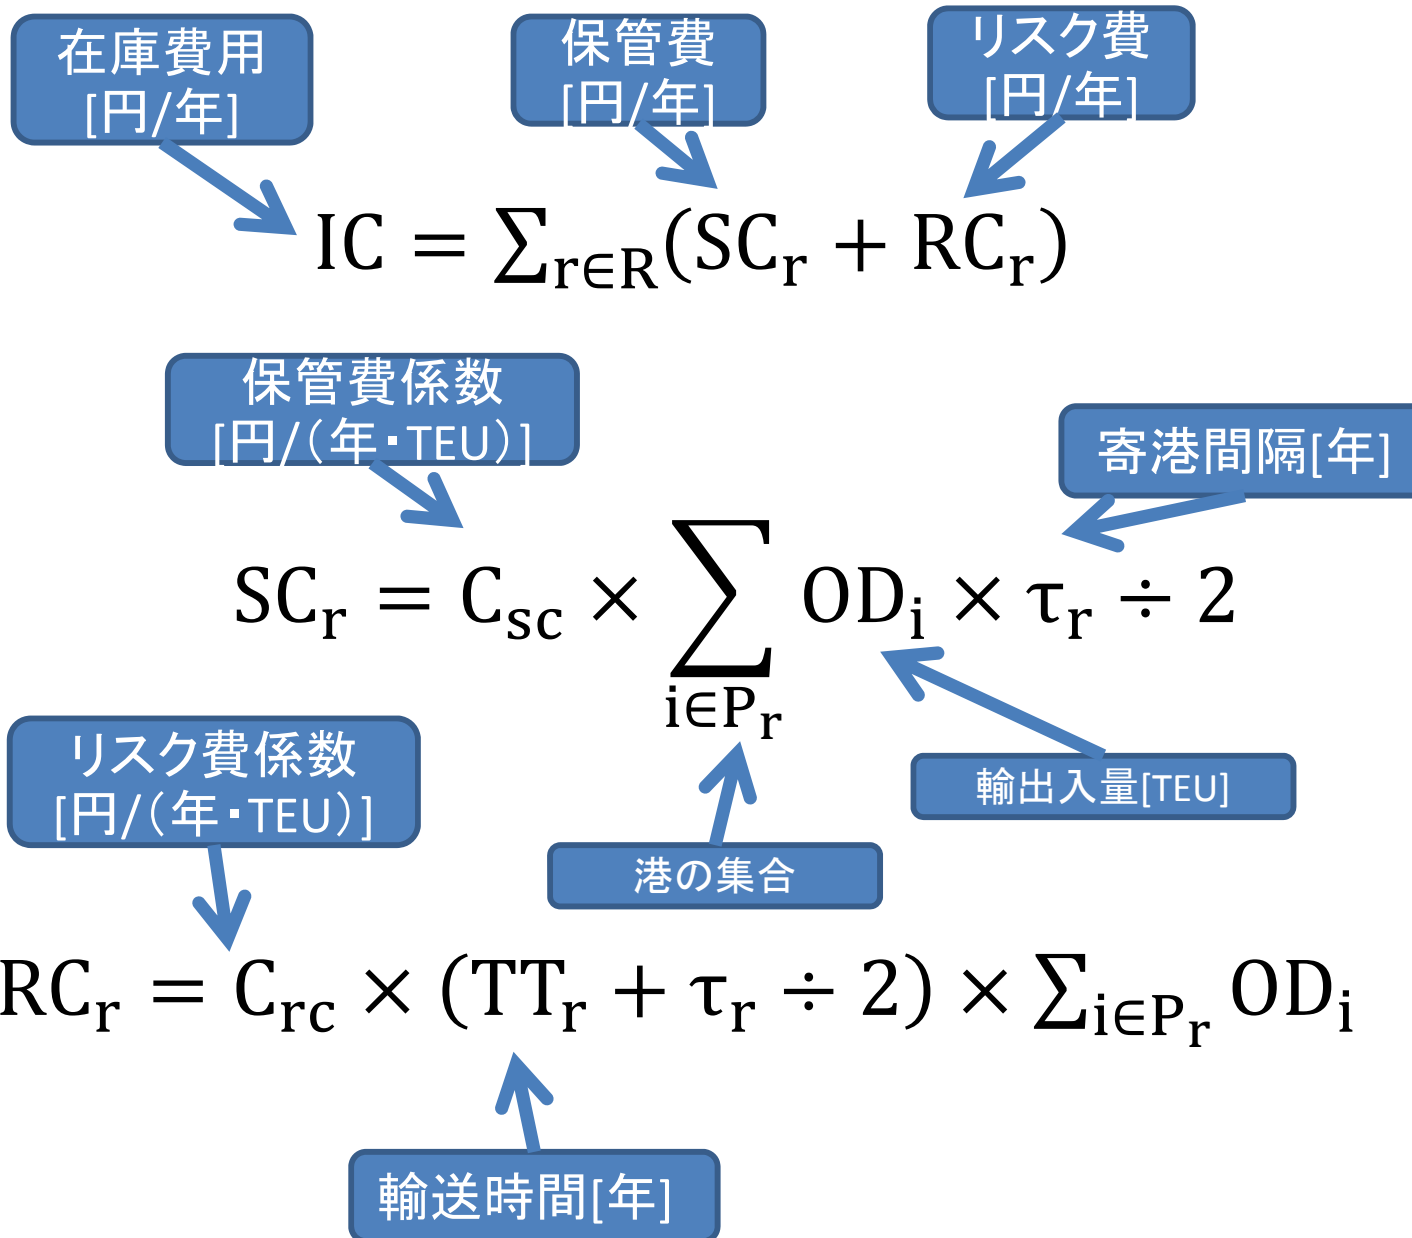 在庫費用
[円/年]
保管費
[円/年]
リスク費
[円/年]
IC = ∑r∈R(SCr + RCr)
保管費係数
[円/(年・TEU)]
寄港間隔[年]
SCr = Csc × ∑ ODi × τr ÷ 2
i∈Pr
リスク費係数
[円/(年・TEU)]
輸出入量[TEU]
港の集合
RCr = Crc × (TTr + τr ÷ 2) × ∑i∈Pr ODi
輸送時間[年]